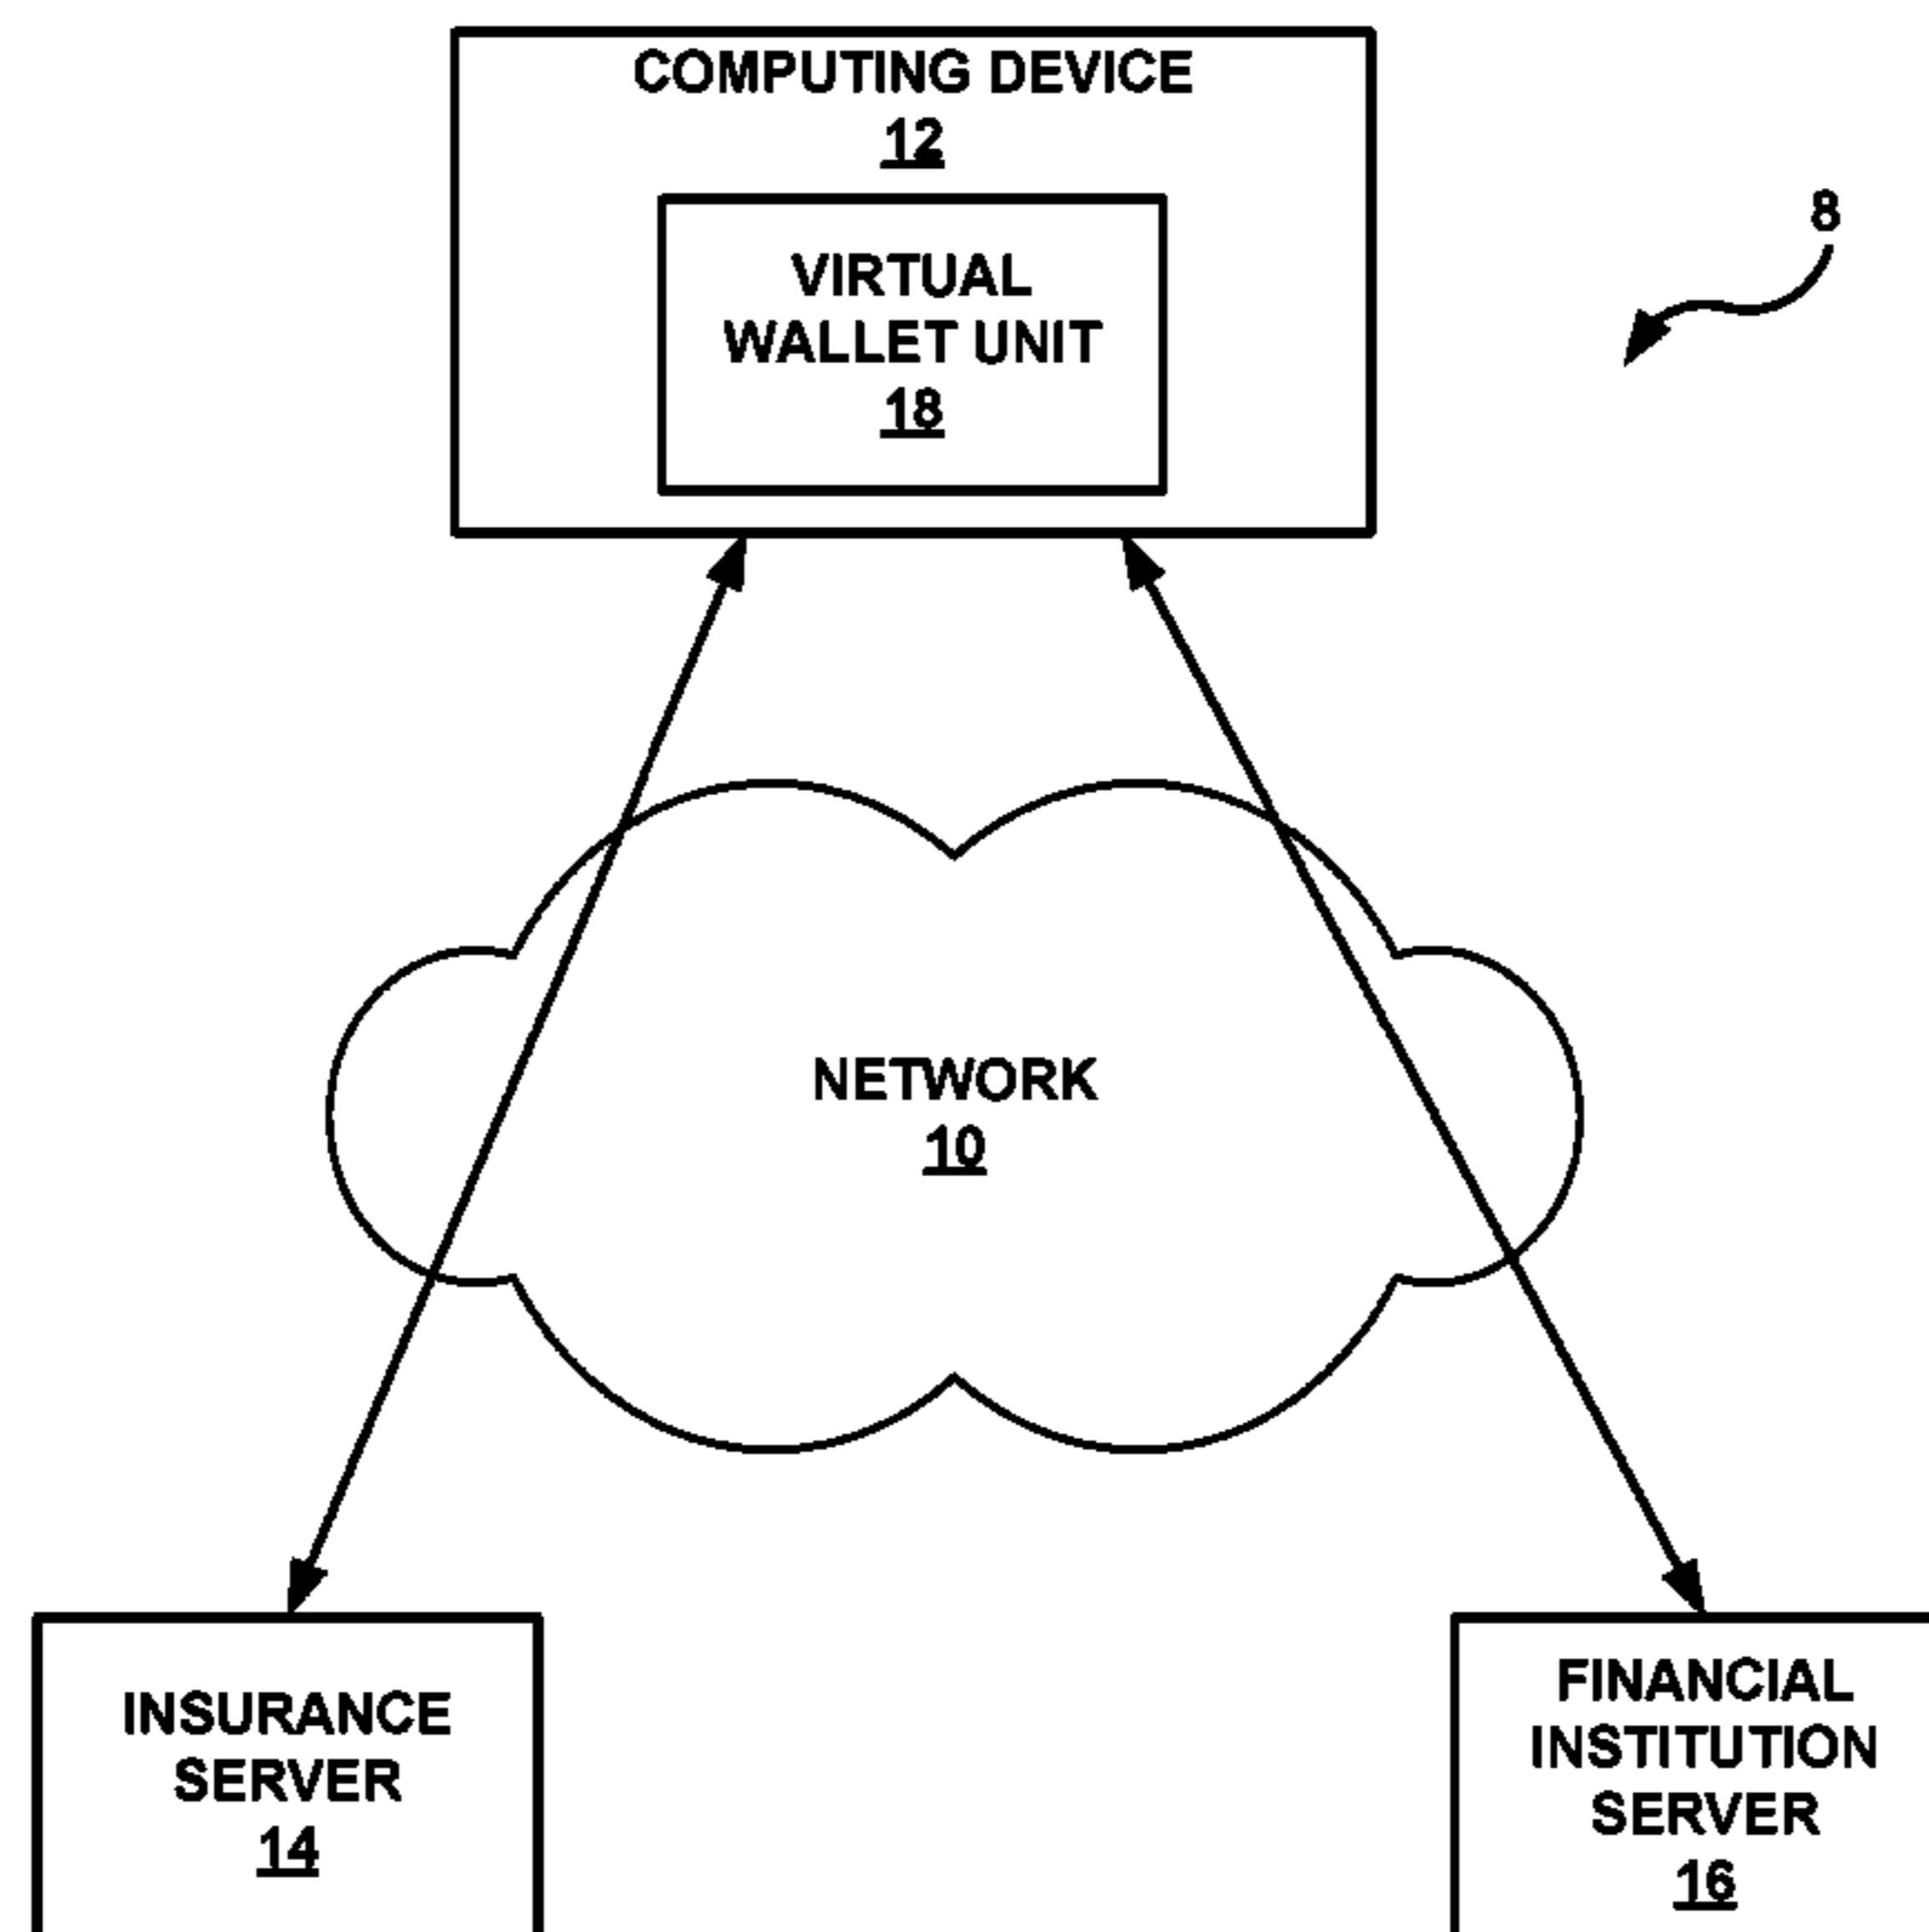 COMPUTING DEVICE
12
VIRTUAL
WALLET UNIT
18
8
NETWORK
10
INSURANCE
SERVER
14
FINANCIAL
INSTITUTION
SERVER
16